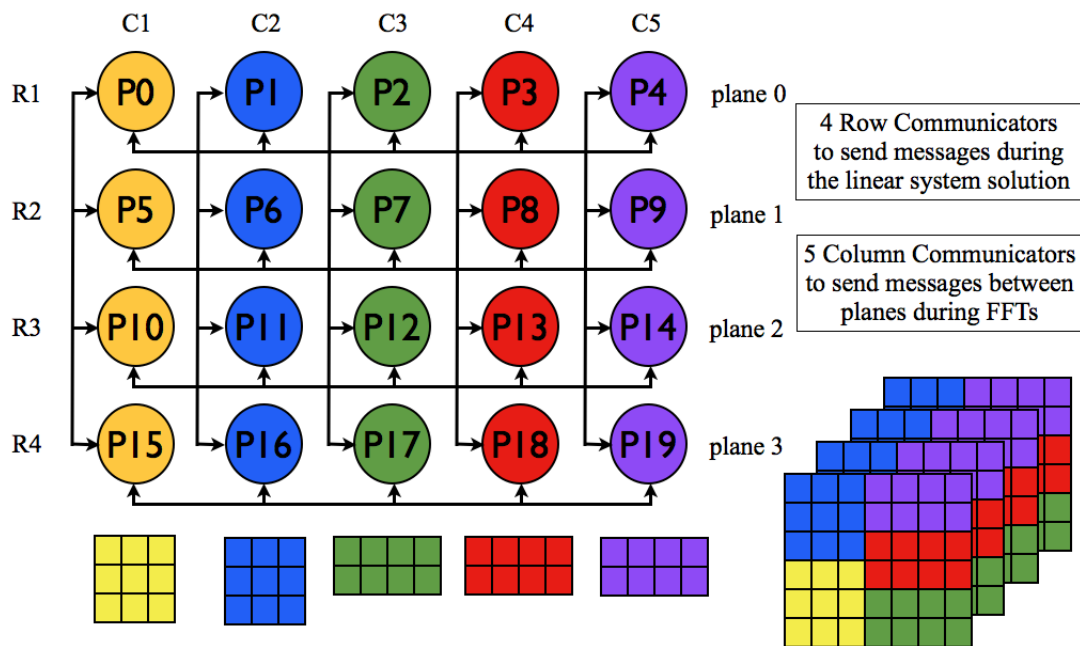 C1 C2 C3 C4 C5
R1 P0 P1 P2 P3 P4 plane 0
4 Row Communicators
to send messages during
the linear system solution
R2 P5 P6 P7 P8 P9 plane 1
5 Column Communicators
to send messages between
planes during FFTs
R3 P10 P11 P12 P13 P14 plane 2
R4 P15 P16 P17 P18 P19 plane 3